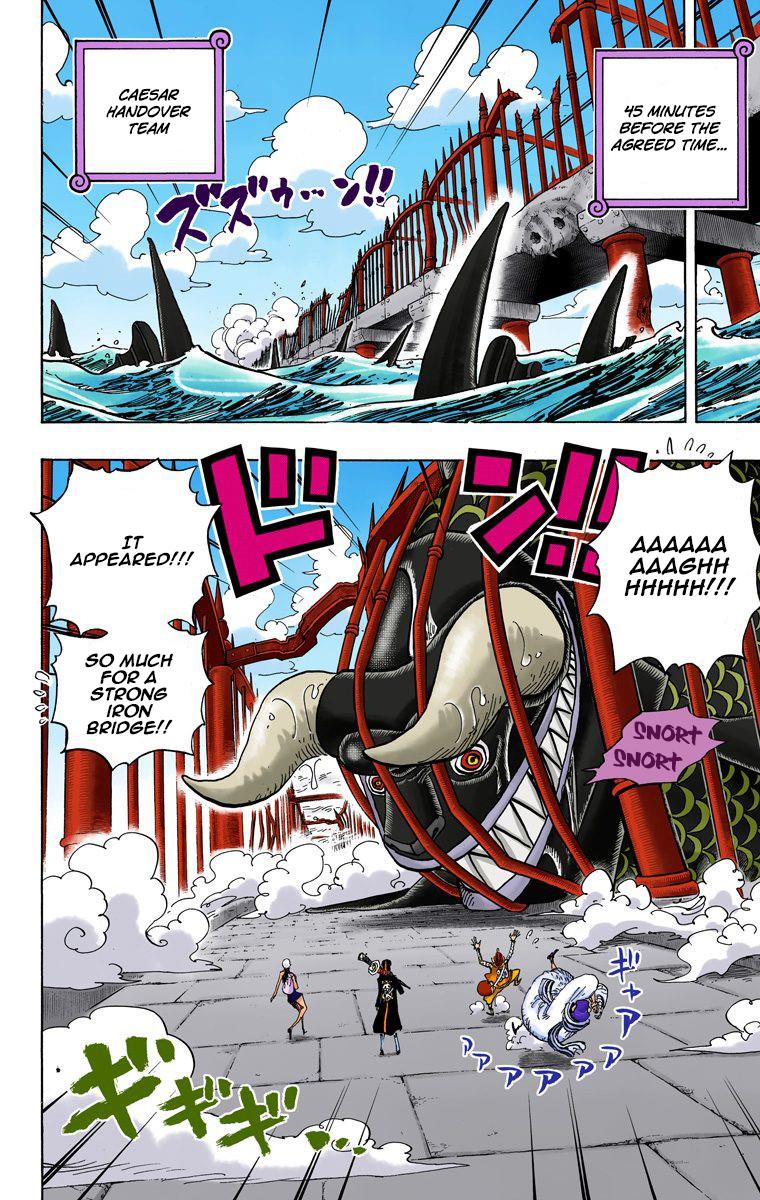 CAESAR
HANDOVER
TEAM
45 MINUTES
BEFORE THE
AGREED TIME...
ズズゥ…ン!!
ドン!!
IT
APPEARED!!!
SO MUCH
FOR A
STRONG
IRON
BRIDGE!!
AAAAAA
AAAGHH
HHHHH!!!
SNORT
SNORT
ギャア
アアアアアア
ギギギ…